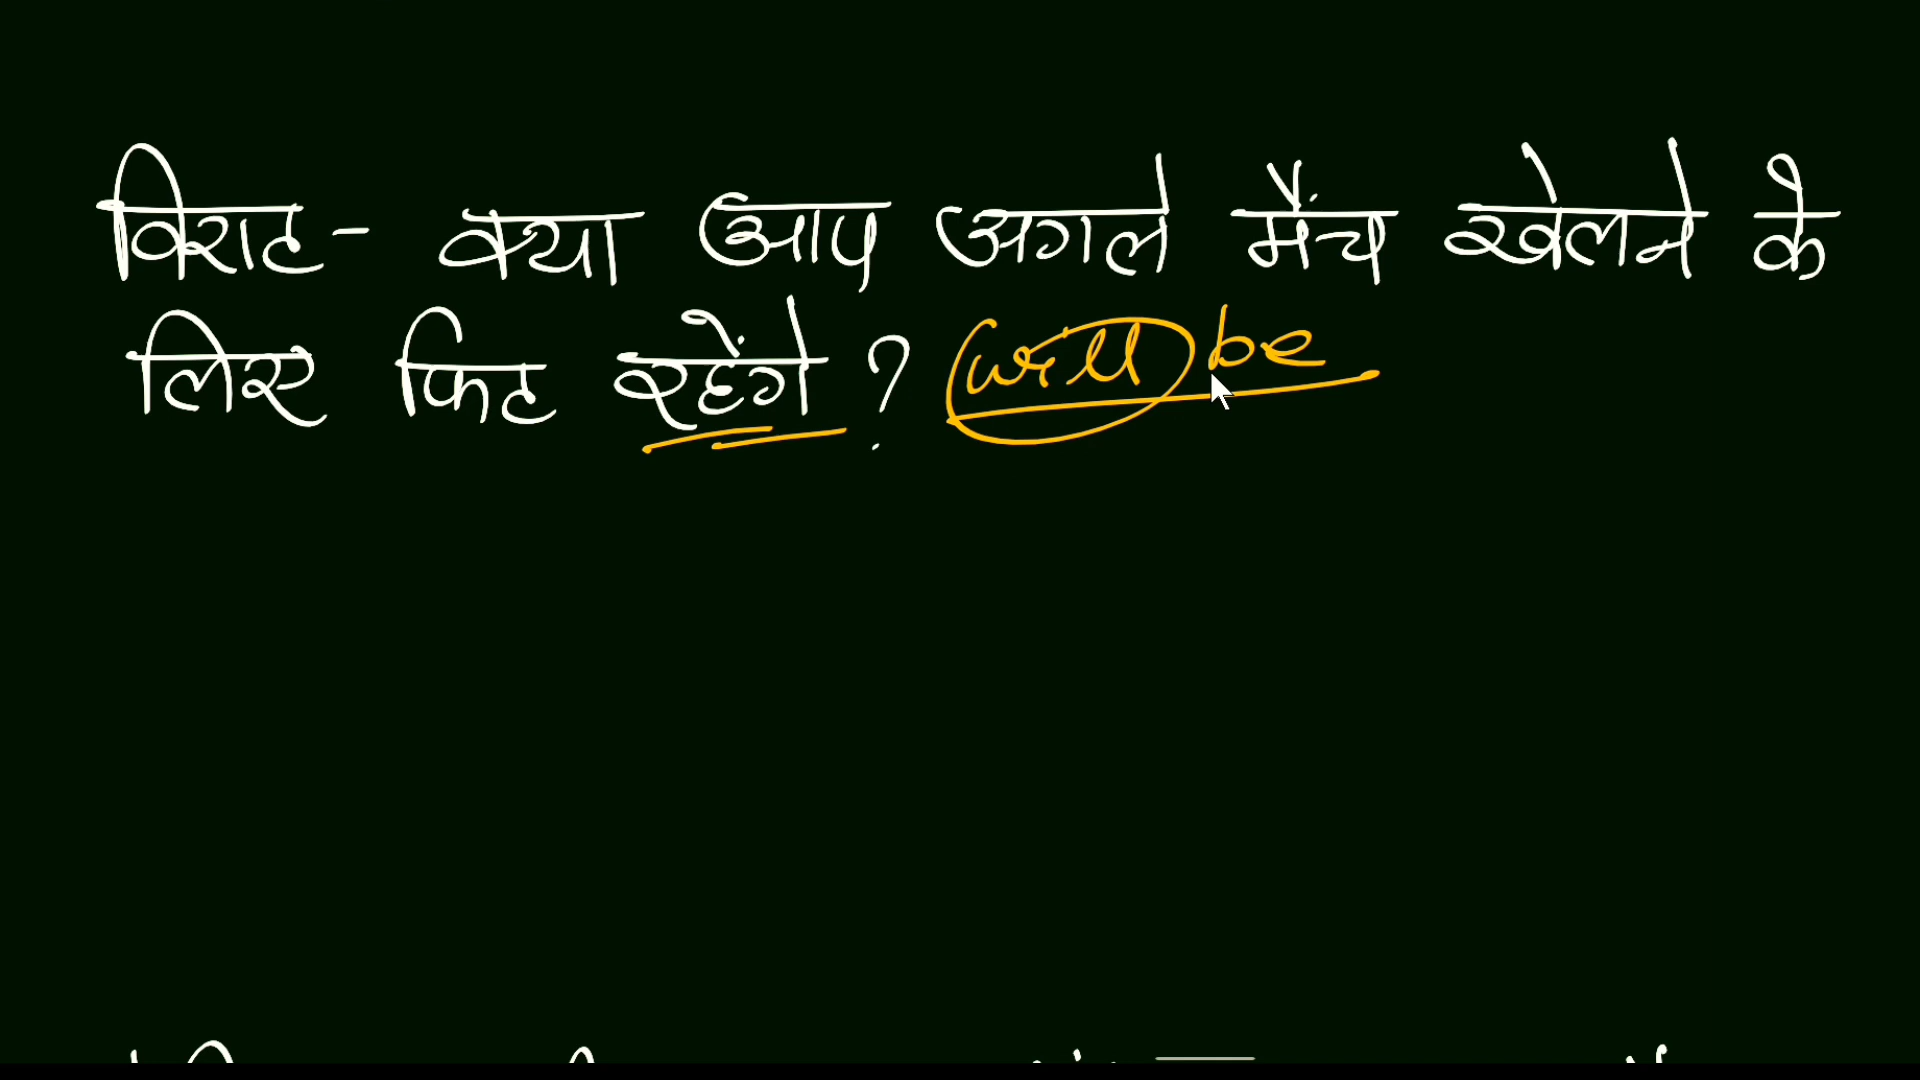 विराट - क्या आप अगले मैंच खेलने के
लिए फिट रहेंगे ? will be